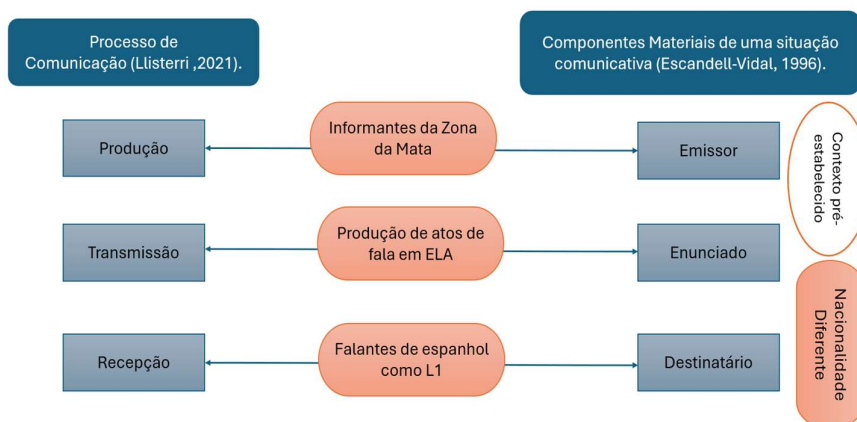 Processo de
Comunicação (Llisterri ,2021).
Componentes Materiais de uma situação
comunicativa (Escandell-Vidal, 1996).
Produção
Informantes da Zona
da Mata
Emissor
Contexto pré-
estabelecido
Transmissão
Produção de atos de
fala em ELA
Enunciado
Recepção
Falantes de espanhol
como L1
Destinatário
Nacionalidade
Diferente